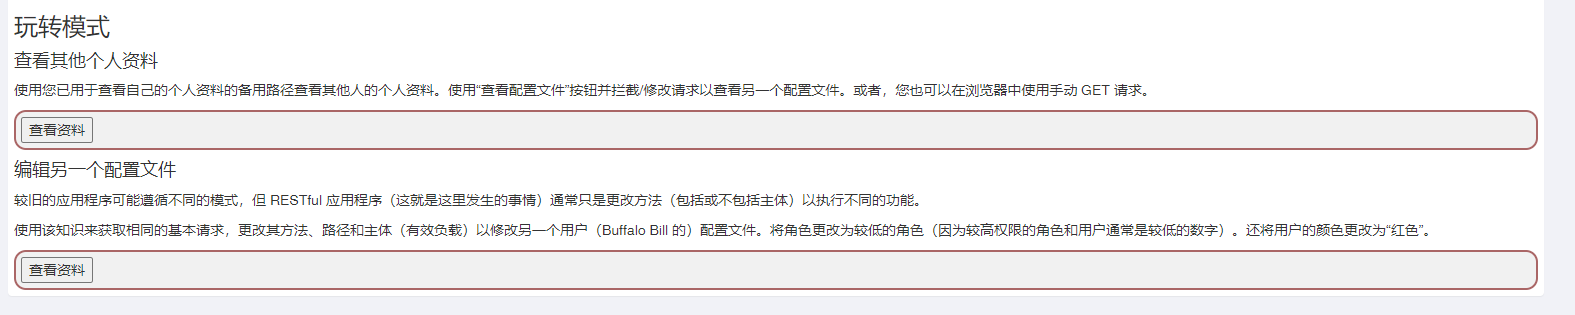 玩转模式
查看其他个人资料
使用您已用于查看自己的个人资料的备用路径查看其他人的个人资料。使用“查看配置文件”按钮并拦截/修改请求以查看另一个配置文件。或者，您也可以在浏览器中使用手动 GET 请求。
查看资料
编辑另一个配置文件
较旧的应用程序可能遵循不同的模式，但 RESTful 应用程序（这就是这里发生的事情）通常只是更改方法（包括或不包括主体）以执行不同的功能。
使用该知识来获取相同的基本请求，更改其方法、路径和主体（有效负载）以修改另一个用户（Buffalo Bill 的）配置文件。将角色更改为较低的角色（因为较高权限的角色和用户通常是较低的数字）。还将用户的颜色更改为“红色”。
查看资料